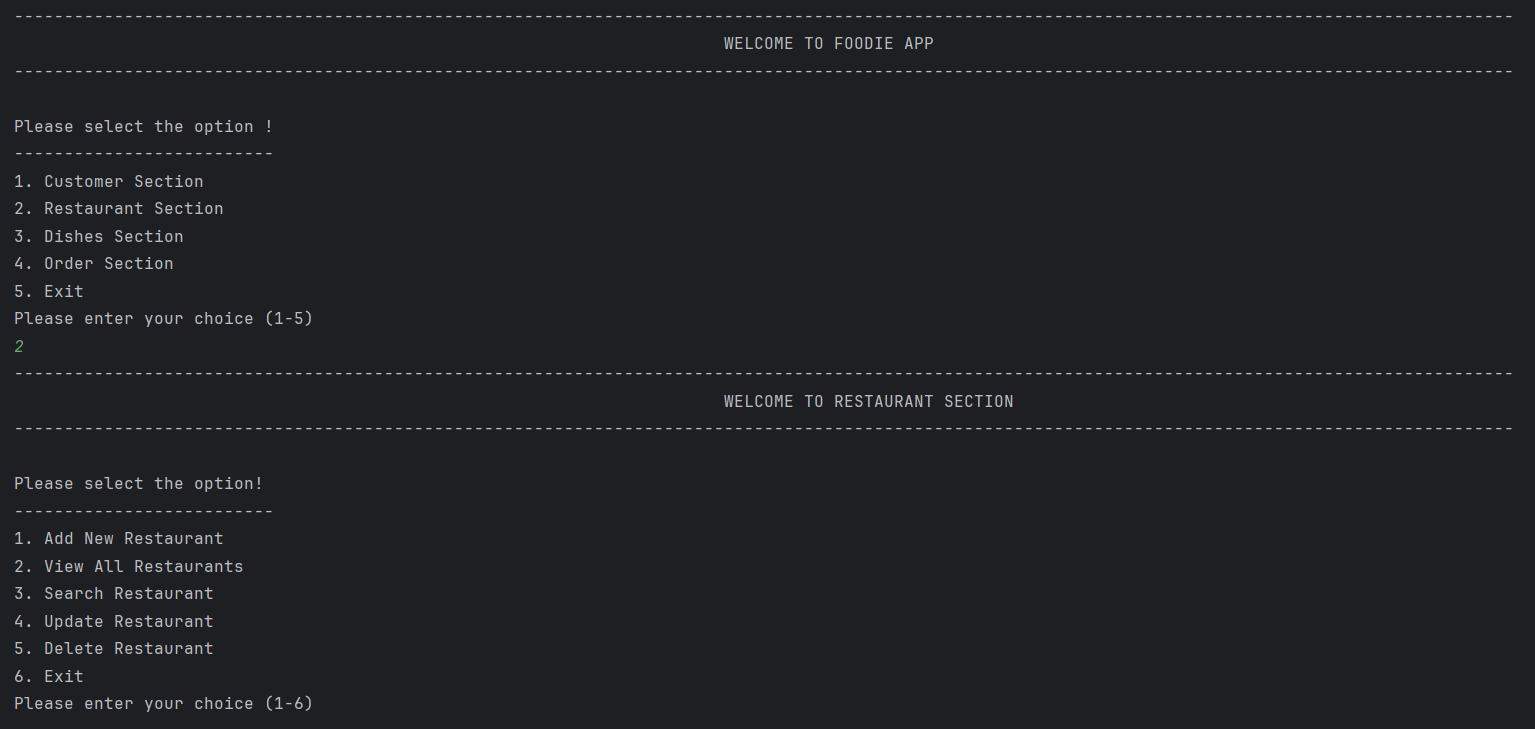 ------------------------------------------------------------------------------------------------------------------------------------------------------
WELCOME TO FOODIE APP
------------------------------------------------------------------------------------------------------------------------------------------------------
Please select the option !
--------------------------
1. Customer Section
2. Restaurant Section
3. Dishes Section
4. Order Section
5. Exit
Please enter your choice (1-5)
2
------------------------------------------------------------------------------------------------------------------------------------------------------
WELCOME TO RESTAURANT SECTION
------------------------------------------------------------------------------------------------------------------------------------------------------
Please select the option!
--------------------------
1. Add New Restaurant
2. View All Restaurants
3. Search Restaurant
4. Update Restaurant
5. Delete Restaurant
6. Exit
Please enter your choice (1-6)